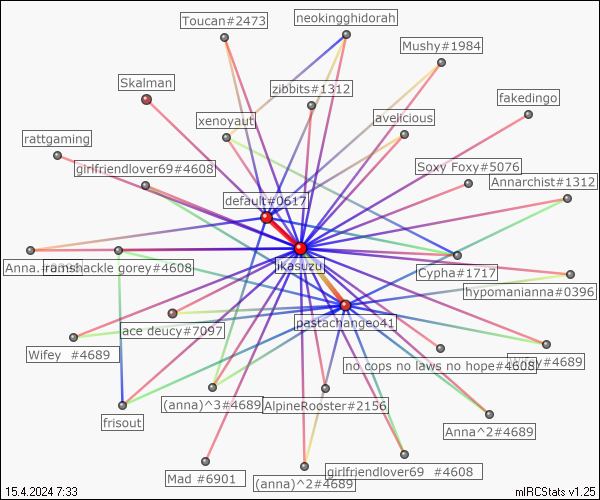 Toucan#2473
neokingghidorah
Mushy#1984
Skalman
zibbits#1312
fakedingo
xenoyaut
avelicious
rattgaming
girlfriendlover69#4608
Soxy Foxy#5076
Annarchist#1312
default#0617
ikasuzu
ramshackle gorey#4608
Cypha#1717
hypomanianna#0396
pastachangeo41
ace deucy#7097
Wifey #4689
no cops no laws no hope#4608
Wifey#4689
(anna)^3#4689
AlpineRooster#2156
frisout
Anna^2#4689
Mad #6901
(anna)^2#4689
girlfriendlover69 #4608
15.4.2024 7:33
mIRCStats v1.25